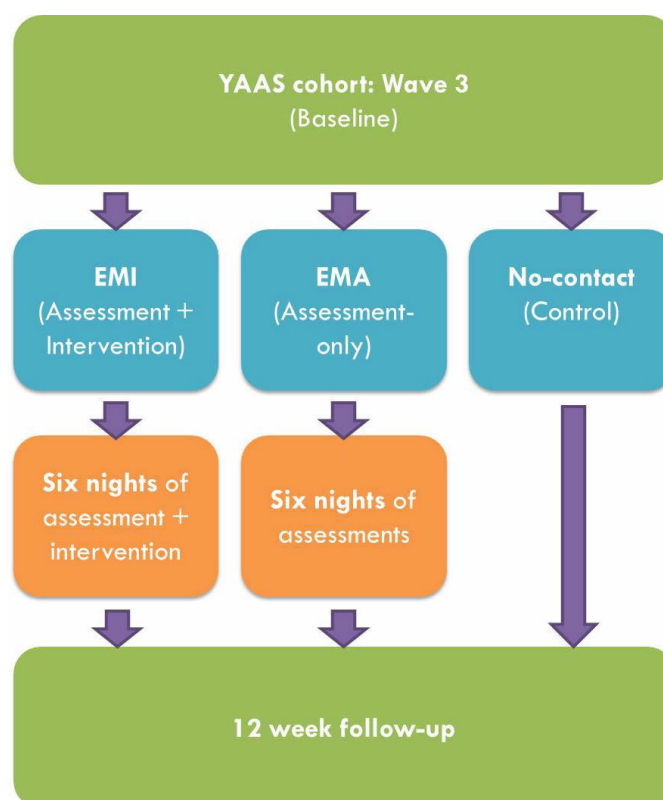 YAAS cohort: Wave 3
(Baseline)
EMI
(Assessment +
Intervention)
EMA
(Assessment-
only)
No-contact
(Control)
Six nights of
assessment +
intervention
Six nights of
assessments
12 week follow-up